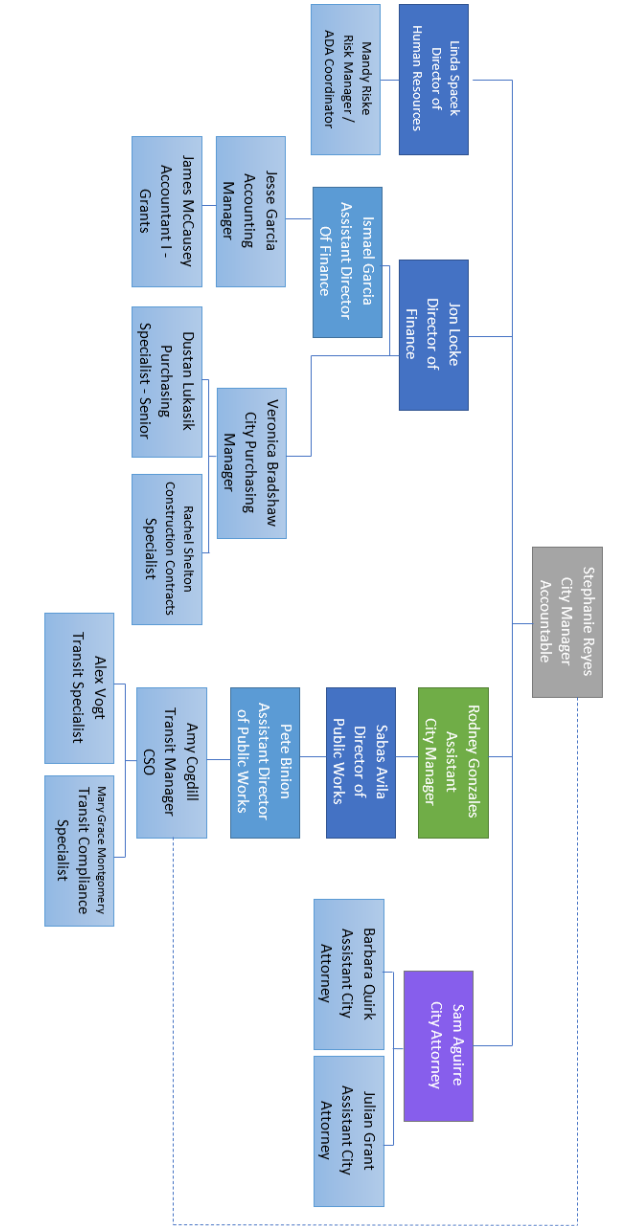 Stephanie Reyes
City Manager
Accountable
Linda Spacek
Director of
Human Resources
Jon Locke
Director of
Finance
Rodney Gonzales
Assistant
City Manager
Sam Aguirre
City Attorney
Mandy Riske
Risk Manager /
ADA Coordinator
Ismael Garcia
Assistant Director
Of Finance
Sabas Avila
Director of
Public Works
Barbara Quirk
Assistant City
Attorney
Julian Grant
Assistant City
Attorney
Jesse Garcia
Accounting
Manager
Veronica Bradshaw
City Purchasing
Manager
Pete Binion
Assistant Director
of Public Works
James McCausey
Accountant I -
Grants
Dustan Lukasik
Purchasing
Specialist - Senior
Rachel Shelton
Construction Contracts
Specialist
Amy Cogdill
Transit Manager
CSO
Alex Vogt
Transit Specialist
Mary Grace Montgomery
Transit Compliance
Specialist